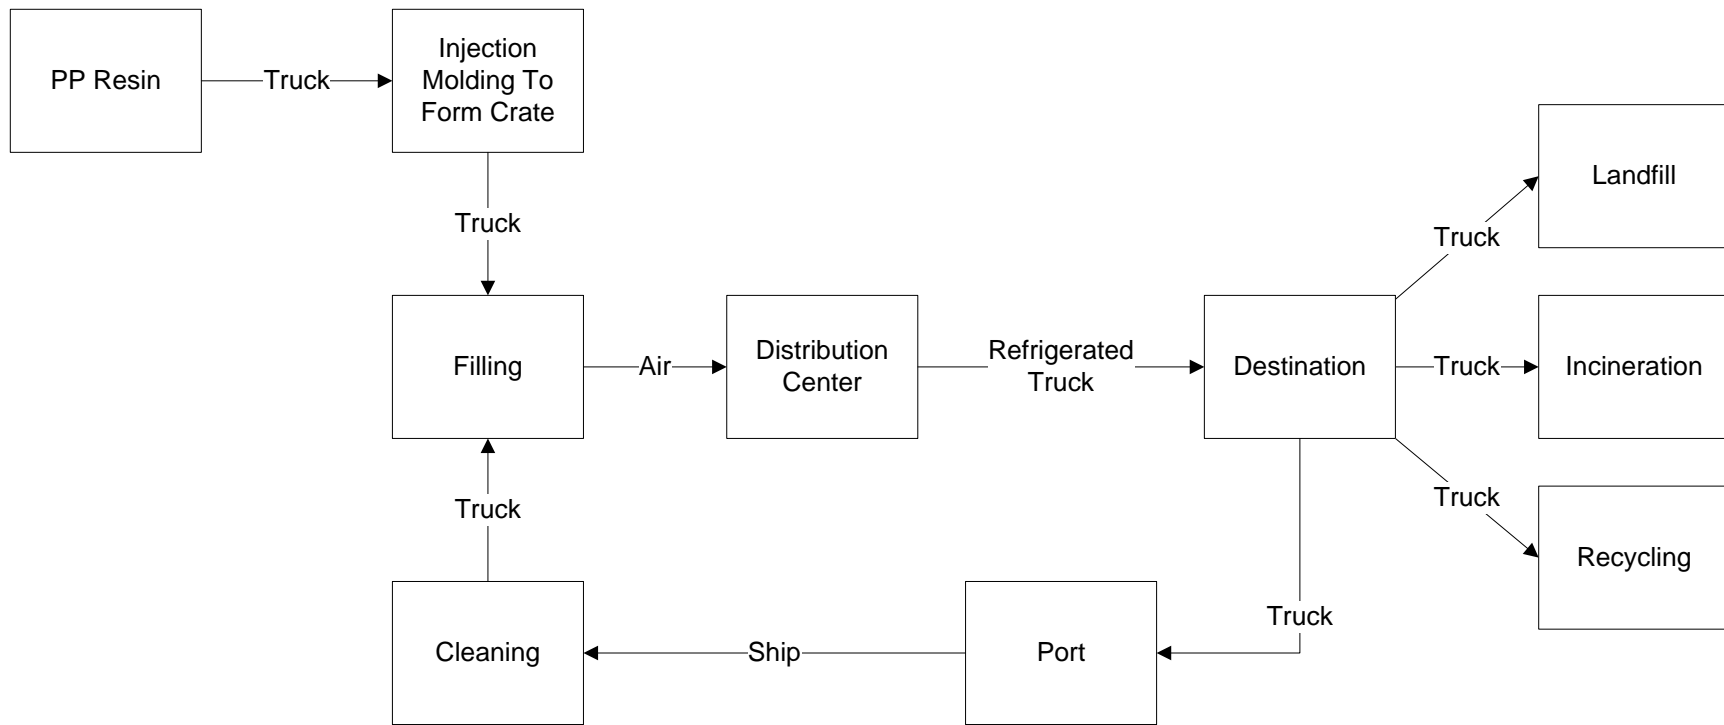 PP Resin
Truck
Injection
Molding To
Form Crate
Truck
Landfill
Truck
Filling
Air
Distribution
Center
Refrigerated
Truck
Destination
Truck
Incineration
Truck
Recycling
Truck
Cleaning
Ship
Port
Truck